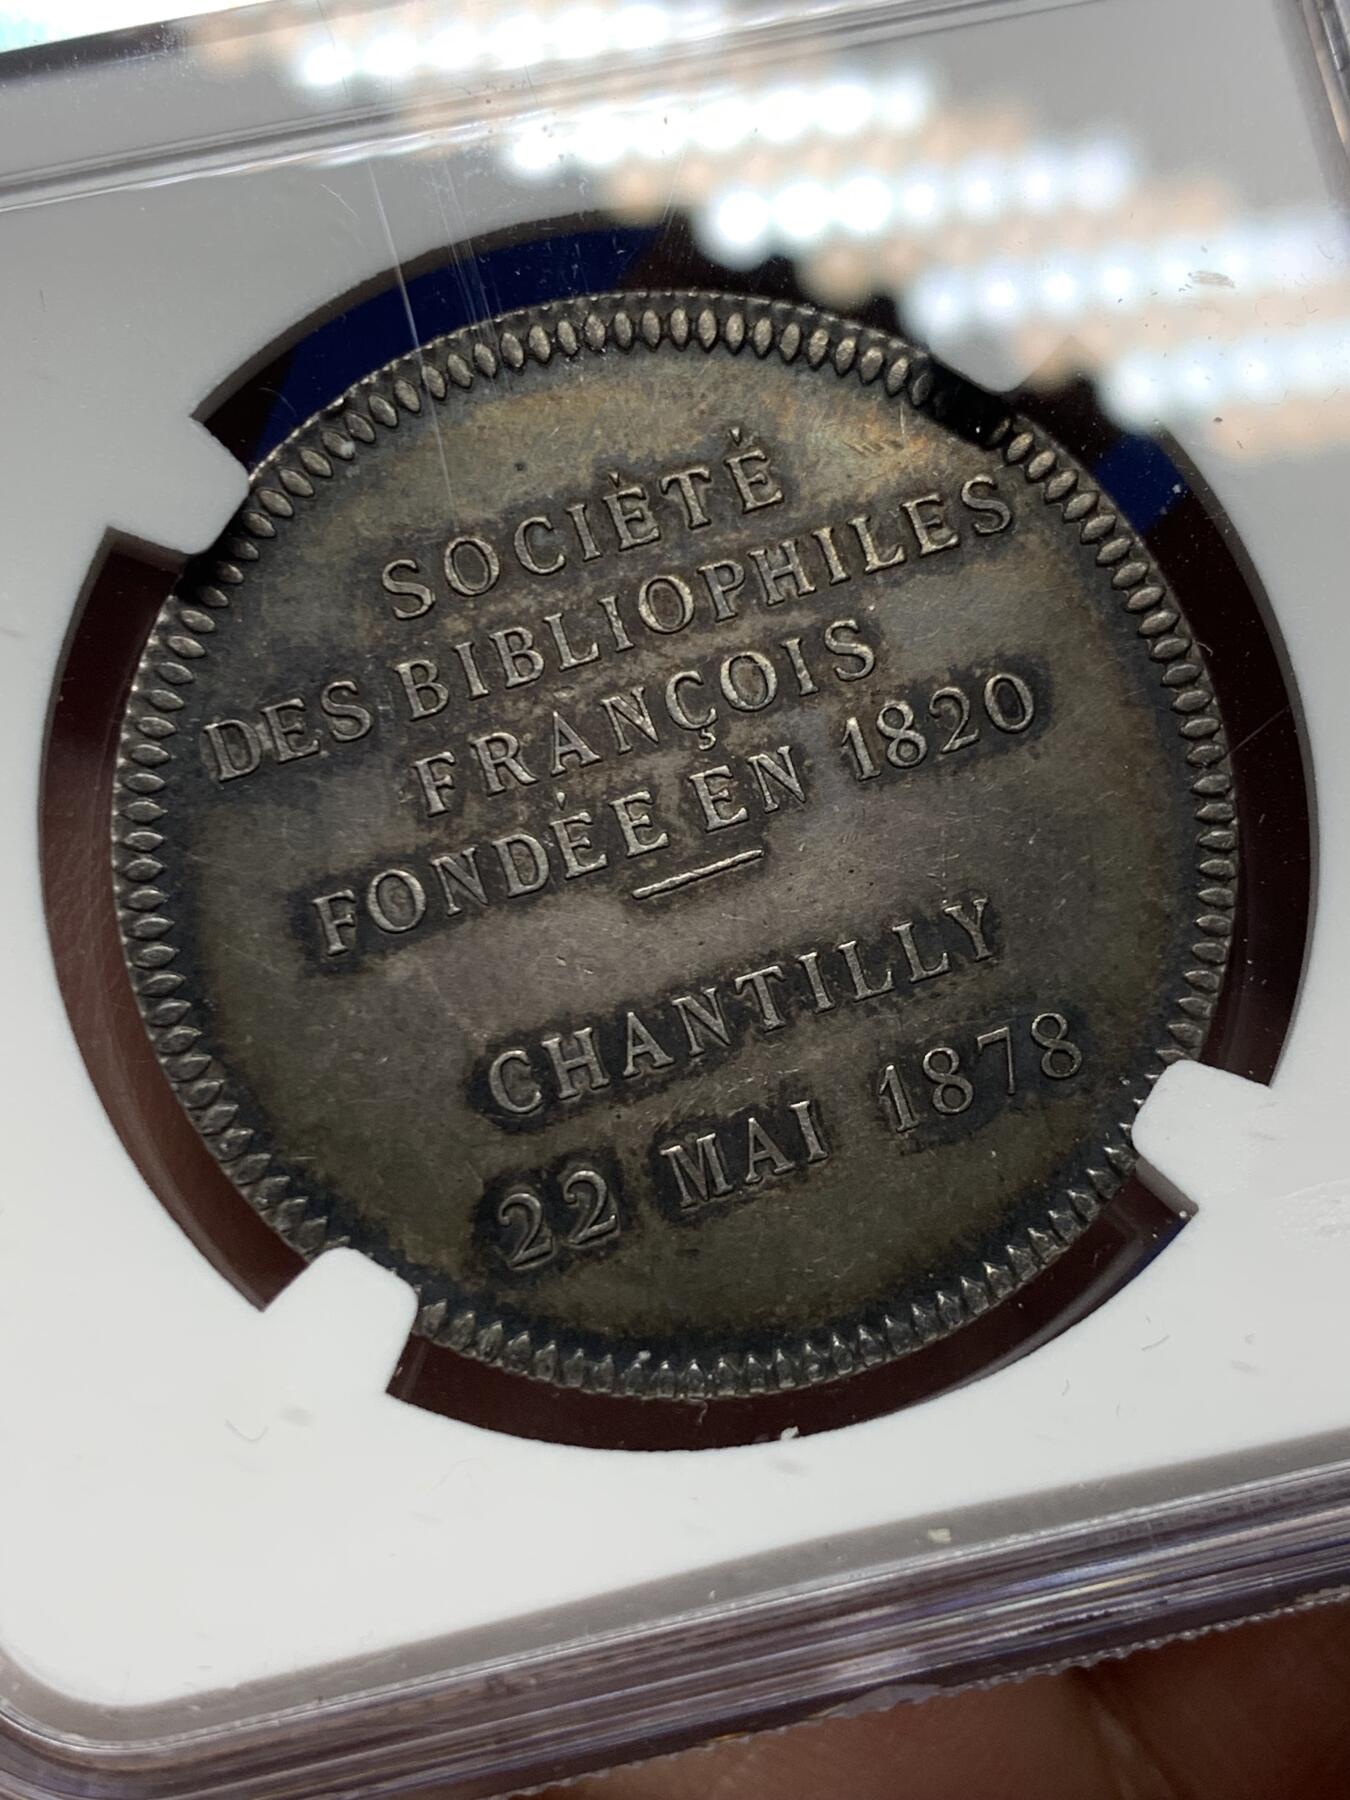 SOCIÉTÉ
DES BIBLIOPHILES
FRANÇOIS
FONDÉE EN 1820
CHANTILLY
22 MAI 1878